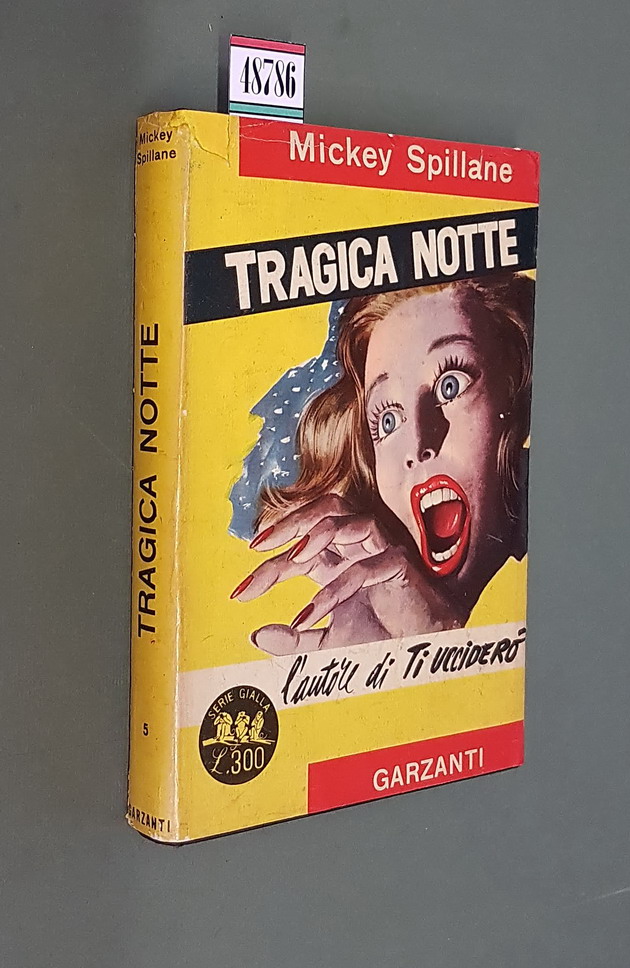 48786
Mickey Spillane
TRAGICA NOTTE
l'autore di Ti ucciderò
SERIE GIALLA
L.300
GARZANTI
Mickey
Spillane
TRAGICA NOTTE
5
GARZANTI